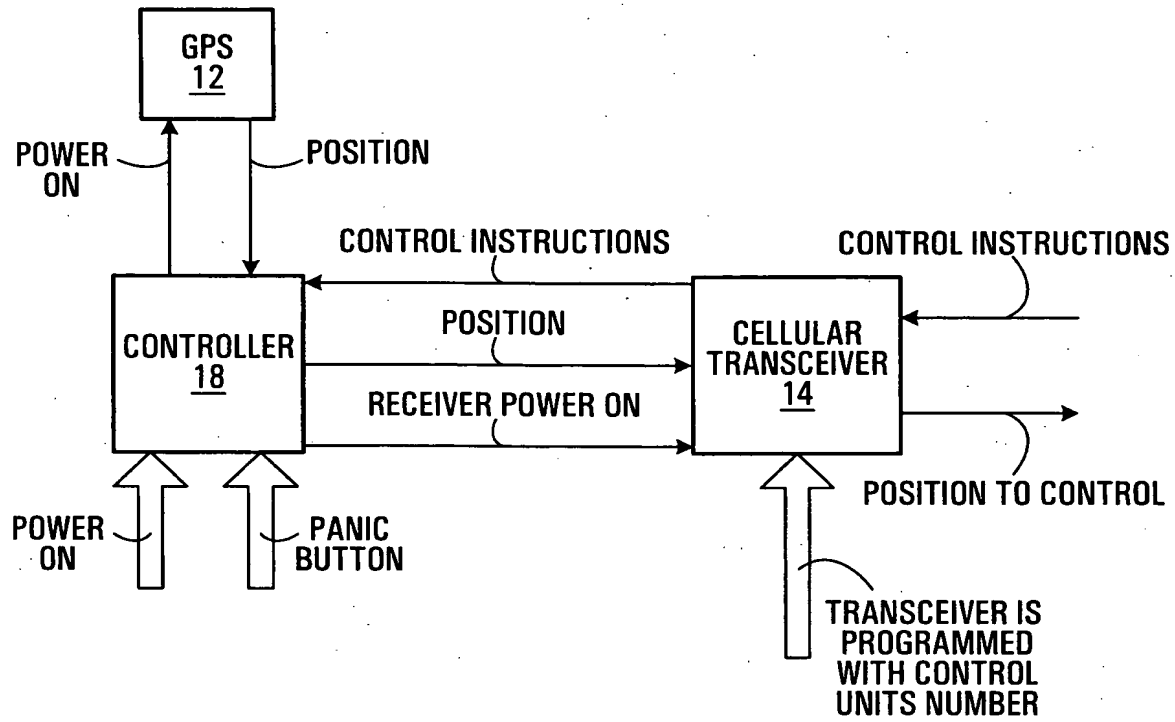 GPS
12
POWER
ON
POSITION
CONTROL INSTRUCTIONS
CONTROL INSTRUCTIONS
CONTROLLER
18
POSITION
CELLULAR
TRANSCEIVER
14
RECEIVER POWER ON
POSITION TO CONTROL
POWER
ON
PANIC
BUTTON
TRANSCEIVER IS
PROGRAMMED
WITH CONTROL
UNITS NUMBER